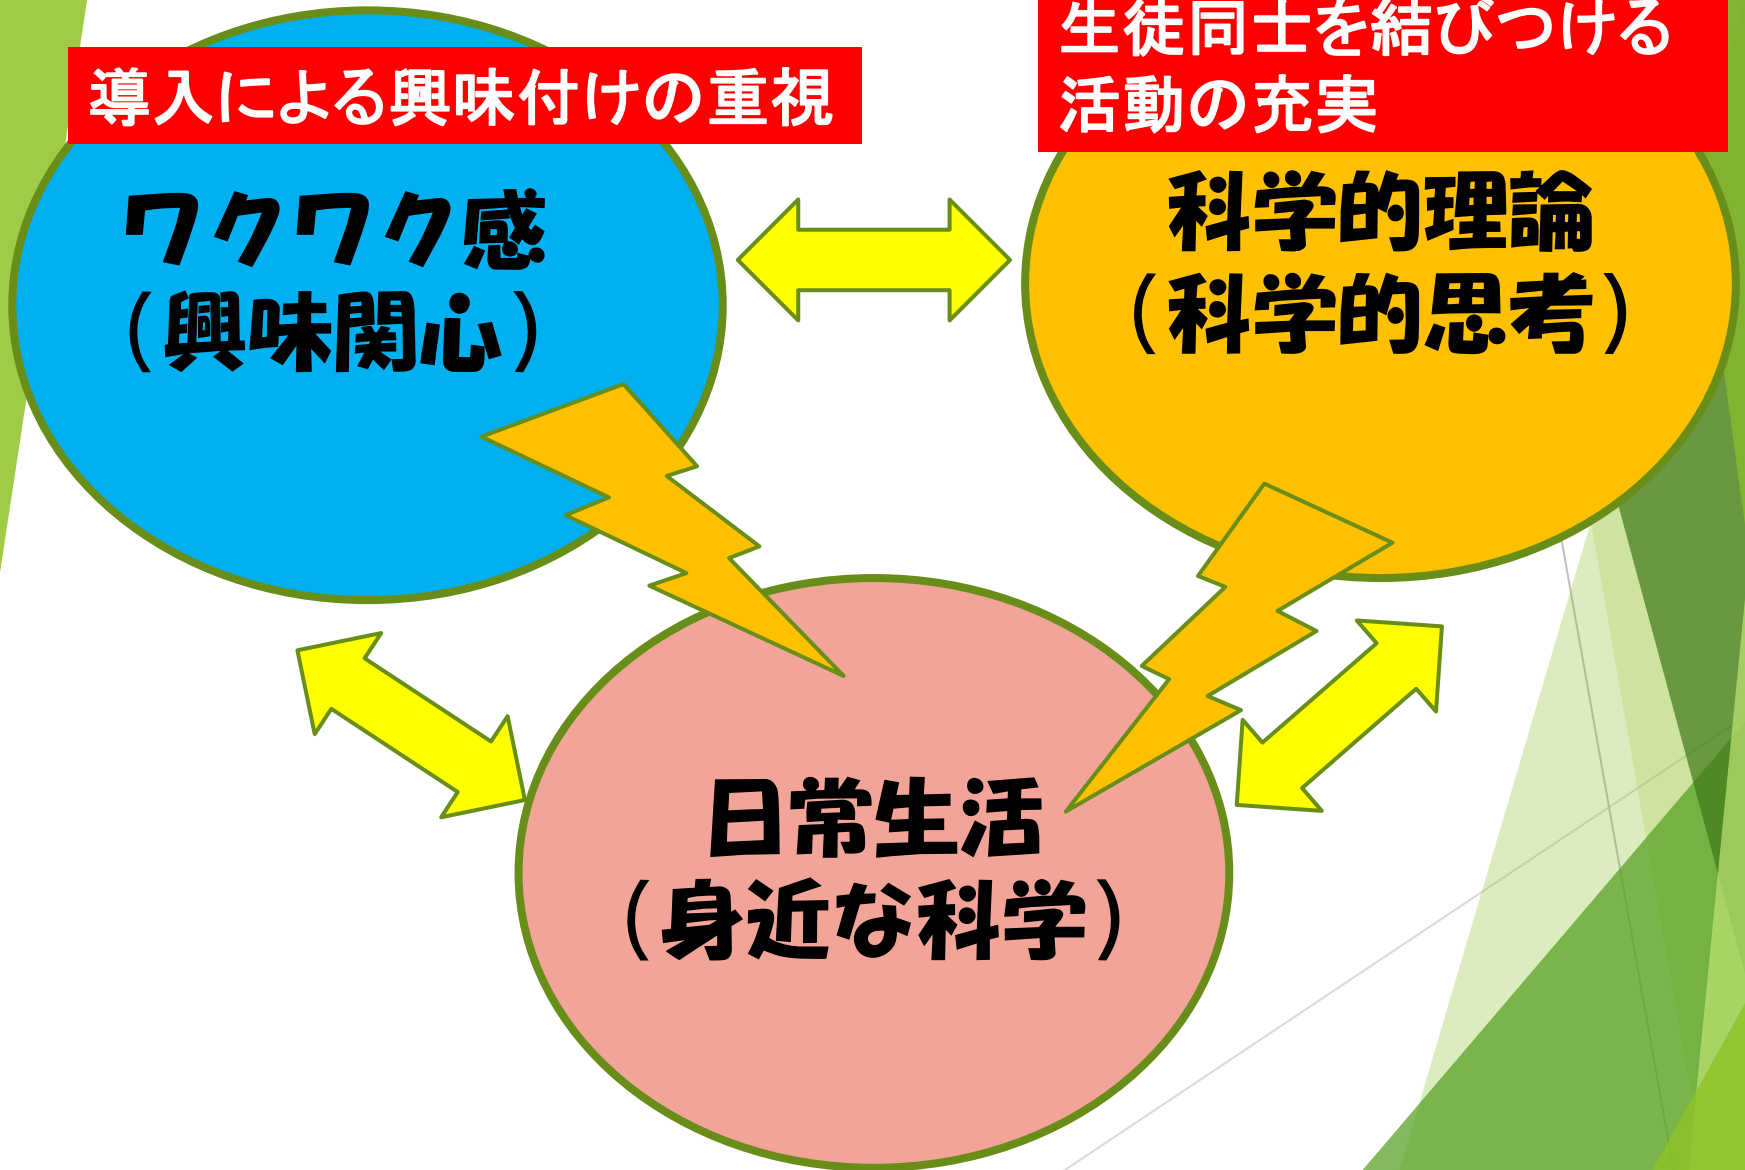 導入による興味付けの重視
生徒同士を結びつける
活動の充実
ワクワク感
（興味関心）
科学的理論
（科学的思考）
日常生活
（身近な科学）